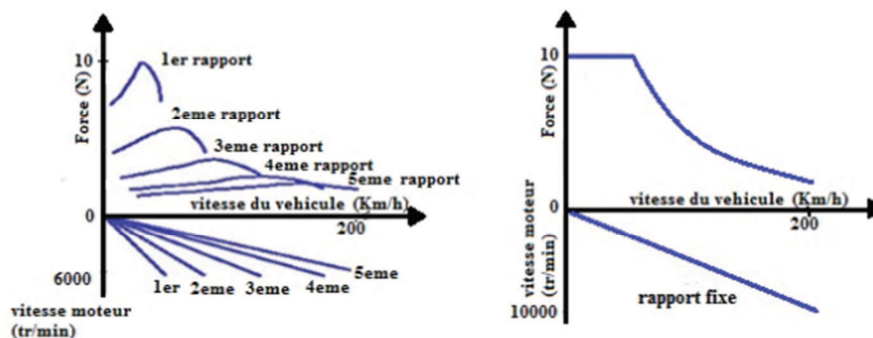 10
Force (N)
1er rapport
2eme rapport
3eme rapport
4eme rapport
5eme rapport
vitesse du vehicule (Km/h)
0
200
6000
1er
2eme
3eme
4eme
5eme
vitesse moteur
(tr/min)
10
Force (N)
vitesse du vehicule (Km/h)
0
200
vitesse moteur
(tr/min)
rapport fixe
10000